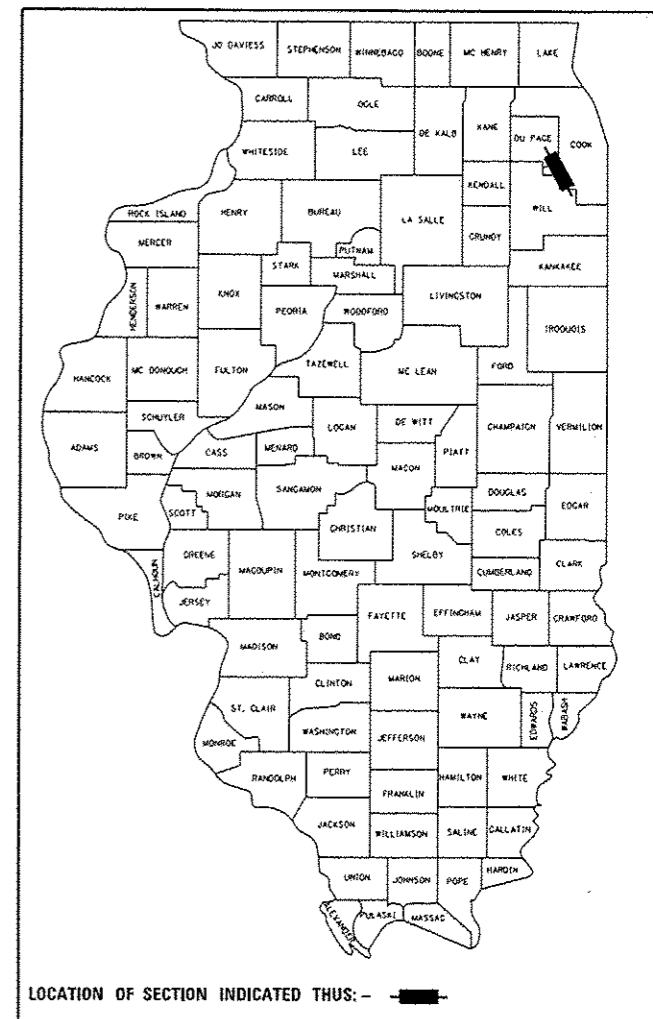 JO DAVIESS STEPHENSON WINNEBAGO BOONE MC HENRY LAKE
CARROLL OGLE DE KALB KANE DU PAGE COOK
WHITESIDE LEE KENDALL WILL
ROCK ISLAND HENRY BUREAU LA SALLE GRUNDY
MERCER PUTNAM KANKAKEE
STARK MARSHALL
HENDERSON WARREN KNOX PEORIA WOODFORD LIVINGSTON IROQUOIS
HANCOCK MC DONOUGH FULTON TAZEWELL MC LEAN FORD
SCHUYLER MASON LOGAN DE WITT CHAMPAIGN VERMILION
ADAMS BROWN CASS MENARD MACON PIATT
PIKE SCOTT MORGAN SANGAMON CHRISTIAN MOULTRIE DOUGLAS EDGAR
COLES
CALHOUN GREENE MACOUPIN MONTGOMERY SHELBY CUMBERLAND CLARK
JERSEY FAYETTE EFFINGHAM JASPER CRAWFORD
MADISON BOND CLAY RICHLAND LAWRENCE
CLINTON MARION
ST. CLAIR WAYNE EDWARDS WABASH
MONROE WASHINGTON JEFFERSON
RANDOLPH PERRY HAMILTON WHITE
FRANKLIN
JACKSON WILLIAMSON SALINE GALLATIN
UNION JOHNSON POPE HARDIN
ALEXANDER PULASKI MASSAC
LOCATION OF SECTION INDICATED THUS: -